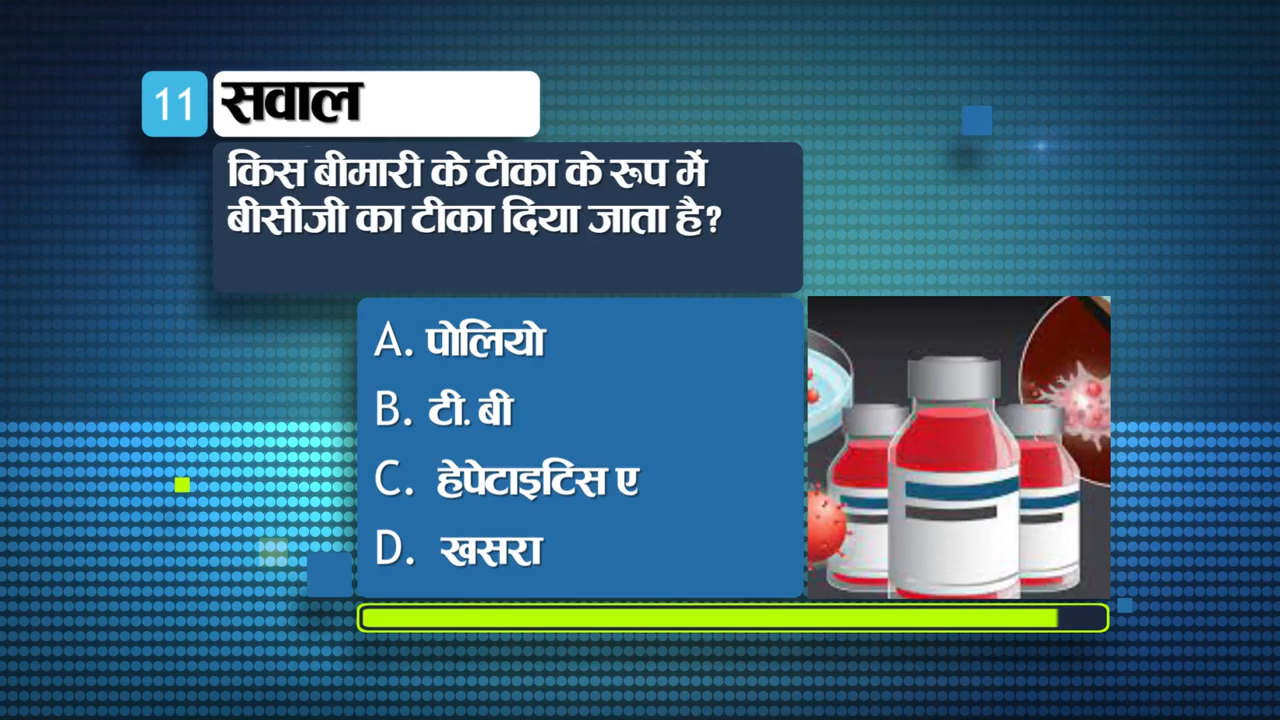 11 सवाल
किस बीमारी के टीका के रूप में
बीसीजी का टीका दिया जाता है?
A. पोलियो
B. टी. बी
C. हेपेटाइटिस ए
D. खसरा